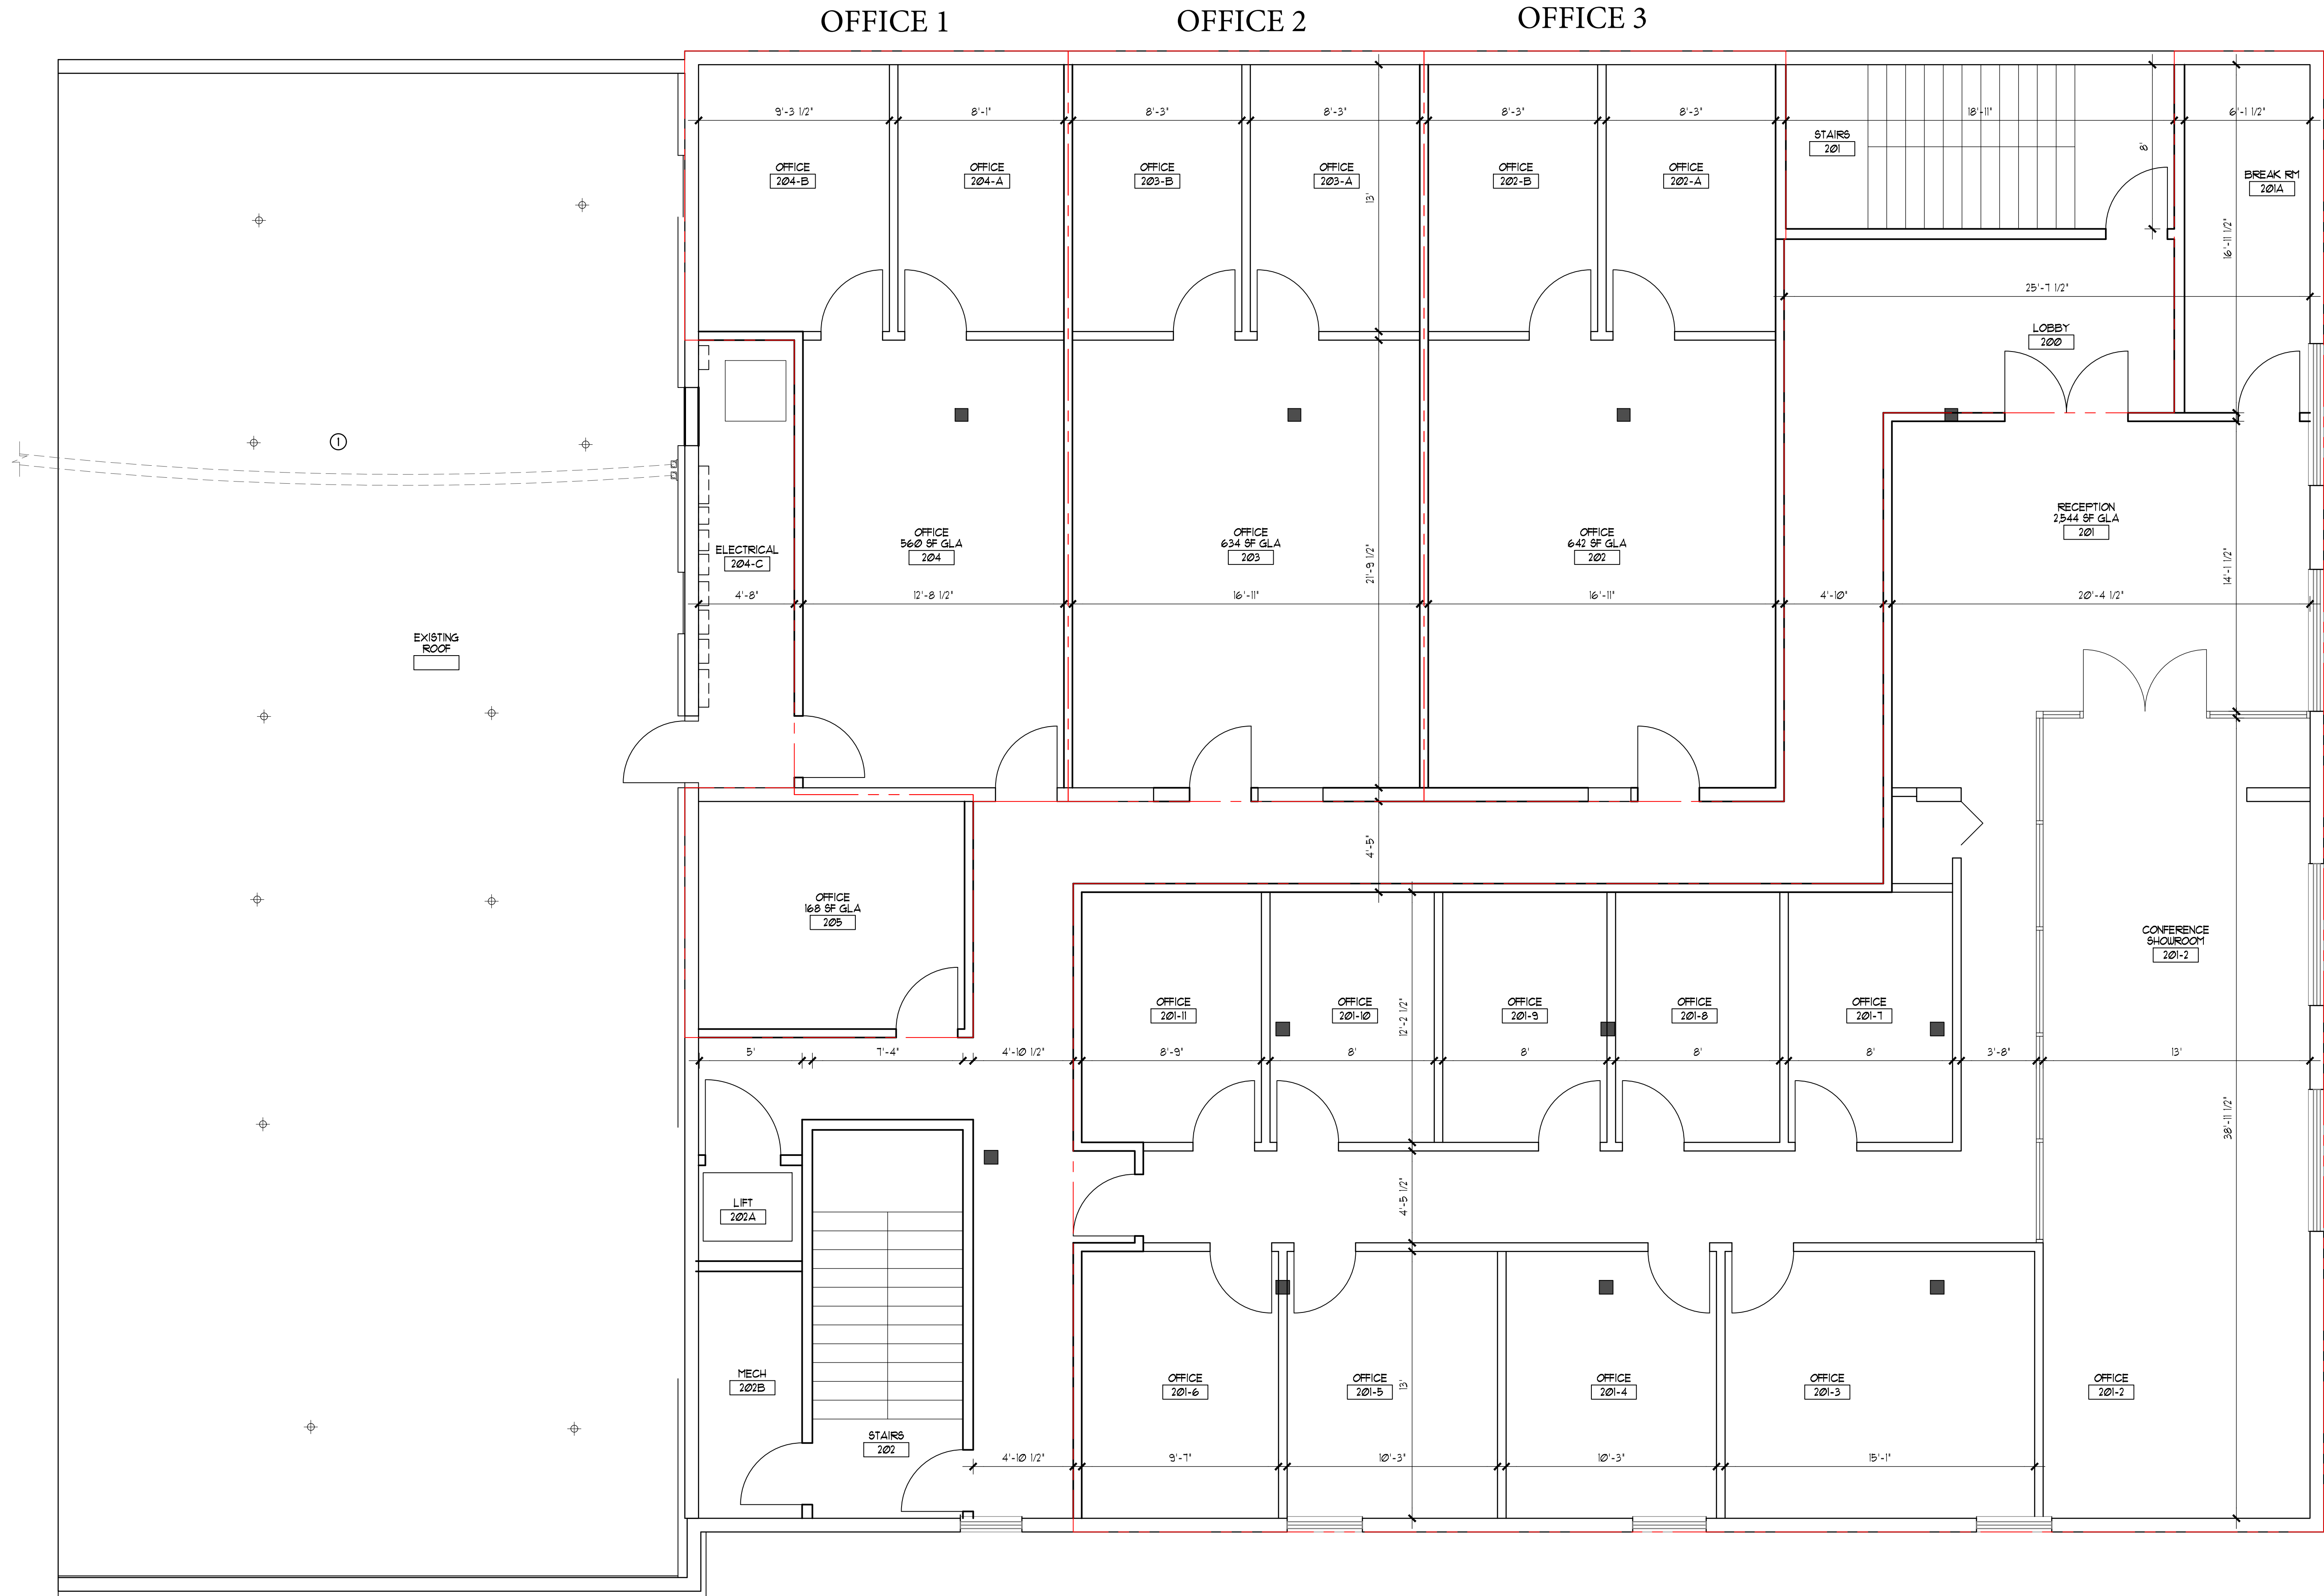 OFFICE 1
OFFICE 2
OFFICE 3
9'-3 1/2"
8'-1"
8'-3"
8'-3"
8'-3"
8'-3"
18'-11"
6'-1 1/2"
STAIRS
201
8'
OFFICE
204-B
OFFICE
204-A
OFFICE
203-B
OFFICE
203-A
13'
OFFICE
202-B
OFFICE
202-A
BREAK RM
201A
16'-11 1/2"
25'-7 1/2"
LOBBY
200
1
ELECTRICAL
204-C
OFFICE
560 SF GLA
204
OFFICE
634 SF GLA
203
21'-9 1/2"
OFFICE
642 SF GLA
202
RECEPTION
2,544 SF GLA
201
14'-1 1/2"
4'-8"
12'-8 1/2"
16'-11"
16'-11"
4'-10"
20'-4 1/2"
EXISTING
ROOF
4'-5"
OFFICE
168 SF GLA
205
CONFERENCE
SHOWROOM
201-2
OFFICE
201-11
OFFICE
201-10
12'-2 1/2"
OFFICE
201-9
OFFICE
201-8
OFFICE
201-7
5'
7'-4"
4'-10 1/2"
8'-9"
8'
8'
8'
8'
3'-8"
13'
38'-11 1/2"
LIFT
202A
4'-5 1/2"
MECH
202B
OFFICE
201-6
OFFICE
201-5
13'
OFFICE
201-4
OFFICE
201-3
OFFICE
201-2
STAIRS
202
4'-10 1/2"
9'-7"
10'-3"
10'-3"
15'-1"